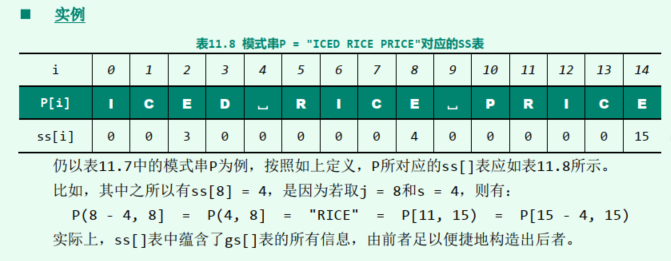 ■ 实例
表11.8 模式串P = "ICED RICE PRICE"对应的SS表
i 0 1 2 3 4 5 6 7 8 9 10 11 12 13 14
P[i] I C E D ⎵ R I C E ⎵ P R I C E
ss[i] 0 0 3 0 0 0 0 0 4 0 0 0 0 0 15
仍以表11.7中的模式串P为例，按照如上定义，P所对应的ss[]表应如表11.8所示。
比如，其中之所以有ss[8] = 4，是因为若取j = 8和s = 4，则有：
P(8 - 4, 8] = P(4, 8] = "RICE" = P[11, 15) = P[15 - 4, 15)
实际上，ss[]表中蕴含了gs[]表的所有信息，由前者足以便捷地构造出后者。